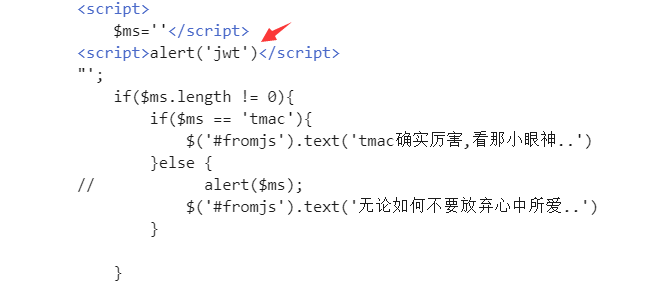 <script>
$ms=''</script>
<script>alert('jwt')</script>
"';
if($ms.length != 0){
if($ms == 'tmac'){
$('#fromjs').text('tmac确实厉害,看那小眼神..')
}else {
// alert($ms);
$('#fromjs').text('无论如何不要放弃心中所爱..')
}
}